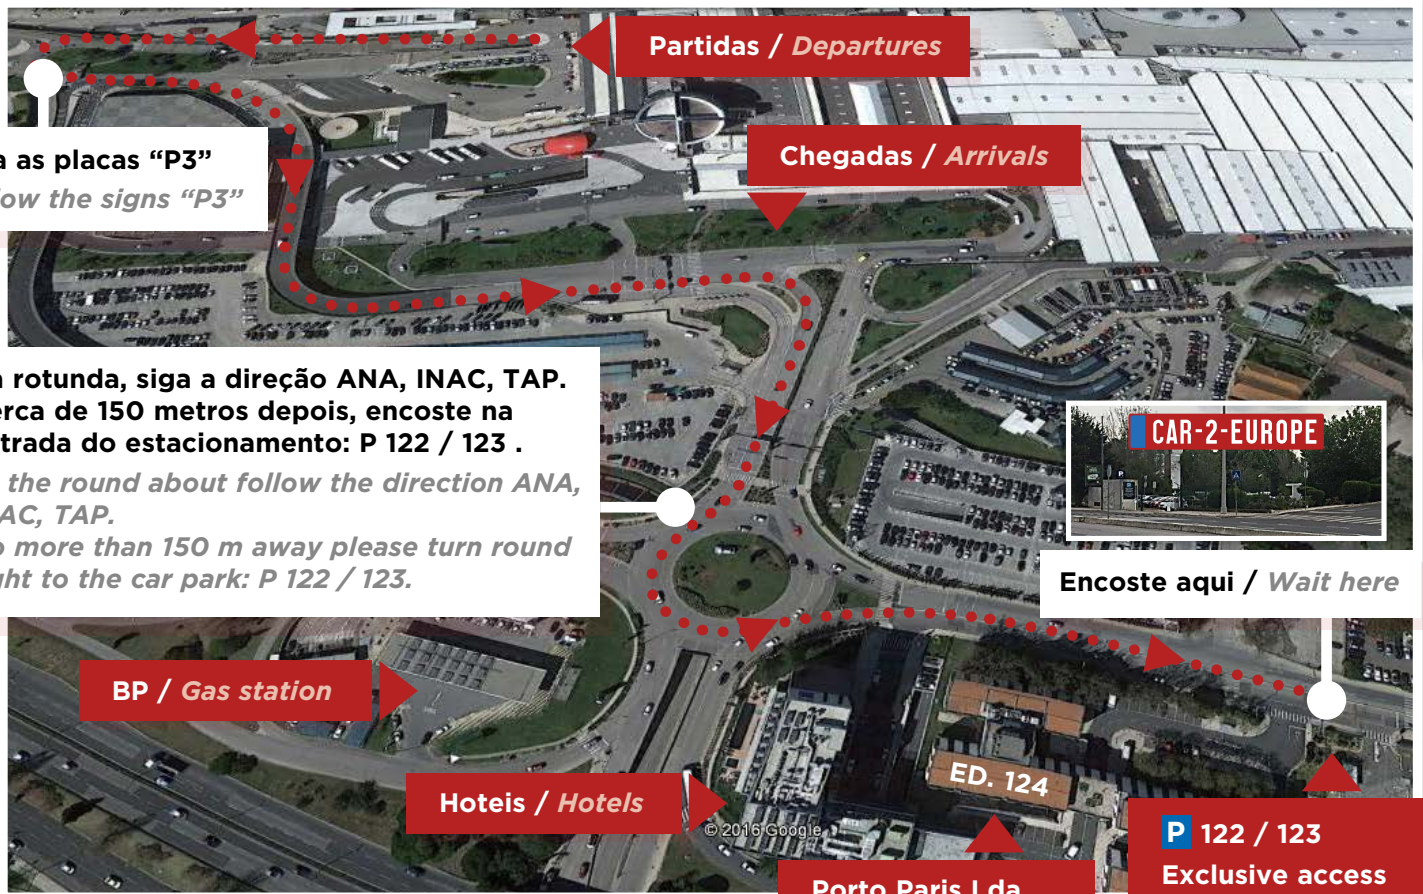 Partidas / Departures
Chegadas / Arrivals
a as placas “P3”
low the signs “P3”
rotunda, siga a direção ANA, INAC, TAP.
erca de 150 metros depois, encoste na
trada do estacionamento: P 122 / 123 .
the round about follow the direction ANA,
AC, TAP.
o more than 150 m away please turn round
ght to the car park: P 122 / 123.
CAR-2-EUROPE
Encoste aqui / Wait here
BP / Gas station
Hoteis / Hotels
ED. 124
© 2016 Google
P 122 / 123
Exclusive access
Porto Paris Lda